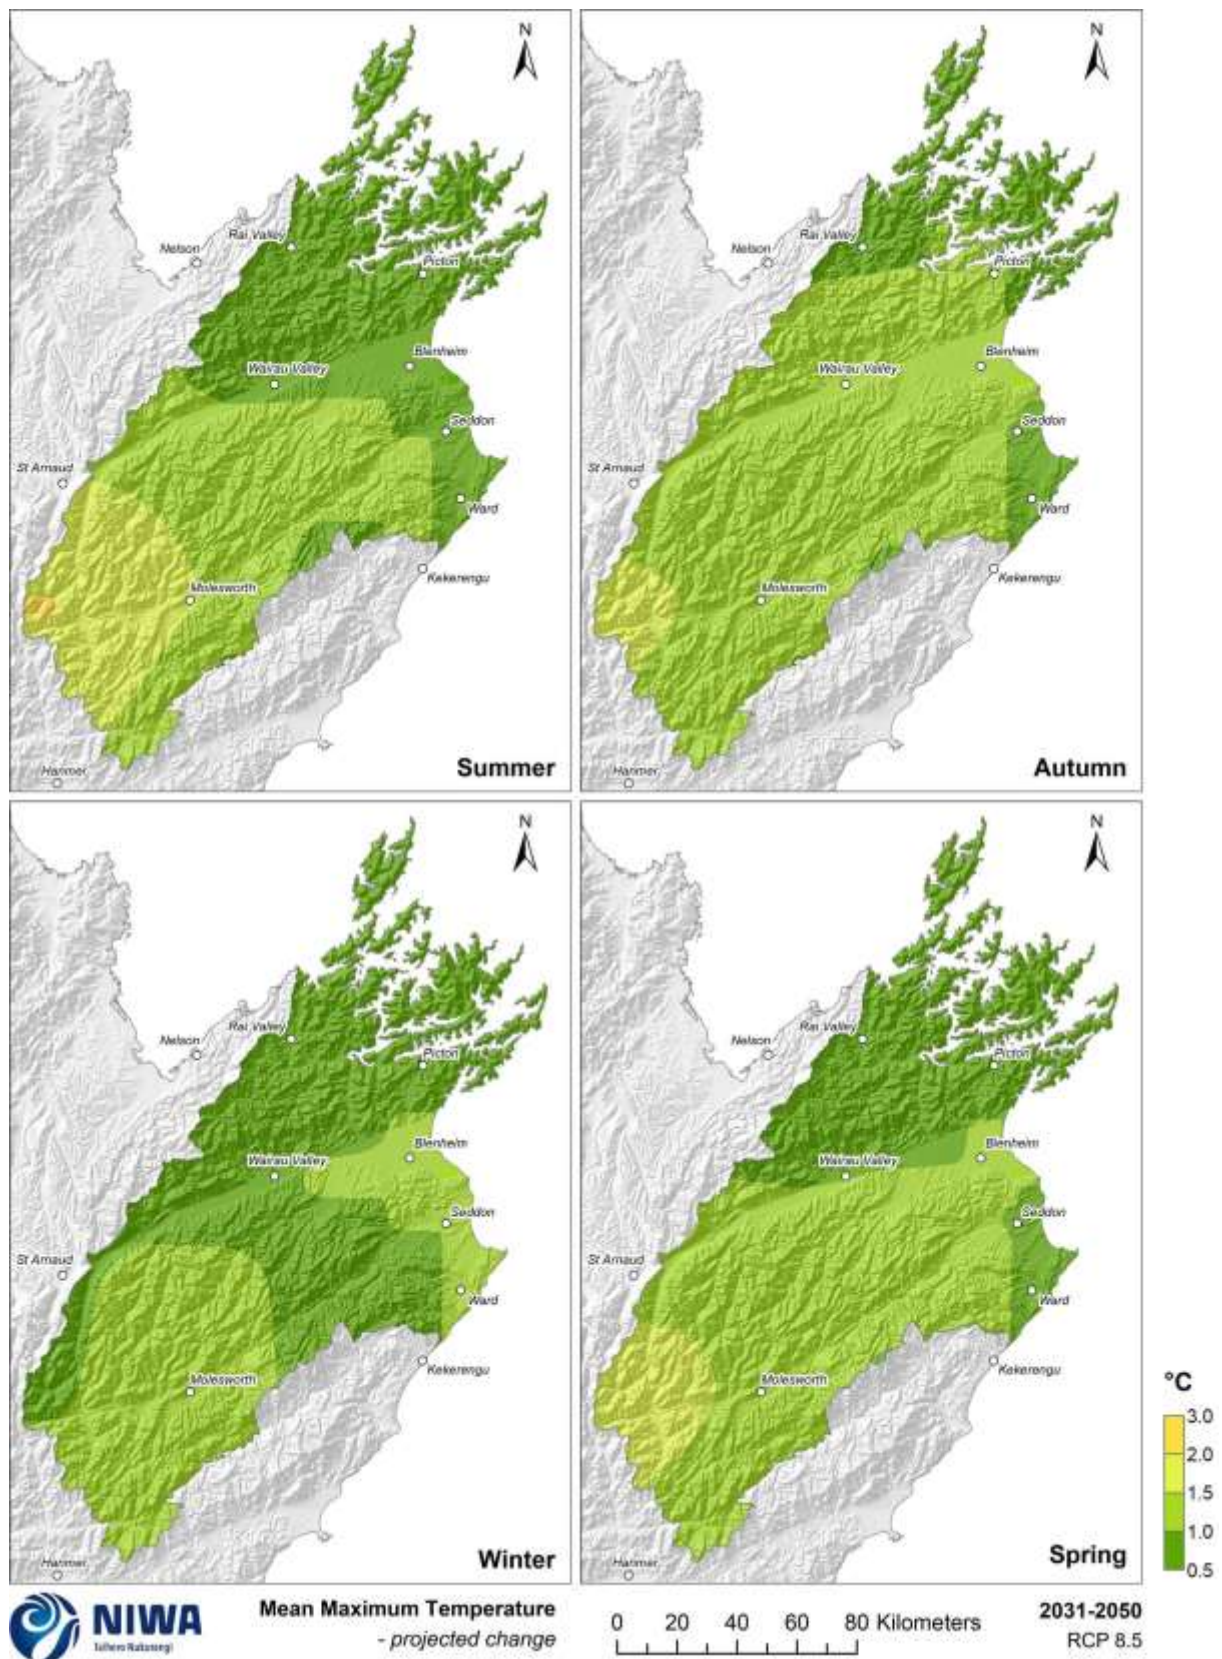 N
Rai Valley
Nelson
Picton
Blenheim
Wairau Valley
Seddon
St Arnaud
Ward
Kekerengu
Molesworth
Summer
Hanmer
N
Rai Valley
Nelson
Picton
Blenheim
Wairau Valley
Seddon
St Arnaud
Ward
Kekerengu
Molesworth
Autumn
Hanmer
N
Rai Valley
Nelson
Picton
Blenheim
Wairau Valley
Seddon
St Arnaud
Ward
Kekerengu
Molesworth
Winter
Hanmer
N
Rai Valley
Nelson
Picton
Blenheim
Wairau Valley
Seddon
St Arnaud
Ward
Kekerengu
Molesworth
Spring
Hanmer
°C
3.0
2.0
1.5
1.0
0.5
NIWA
Taihoro Nukurangi
Mean Maximum Temperature
- projected change
0 20 40 60 80 Kilometers
2031-2050
RCP 8.5